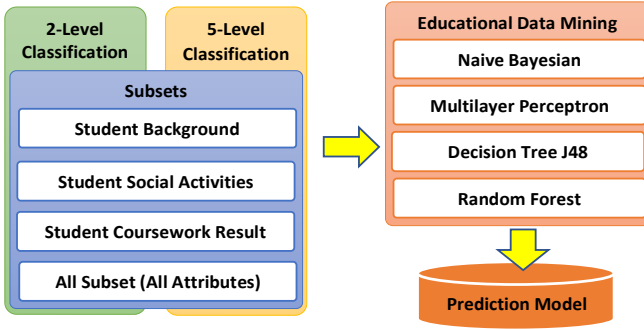 2-Level
Classification
5-Level
Classification
Subsets
Student Background
Student Social Activities
Student Coursework Result
All Subset (All Attributes)
Educational Data Mining
Naive Bayesian
Multilayer Perceptron
Decision Tree J48
Random Forest
Prediction Model